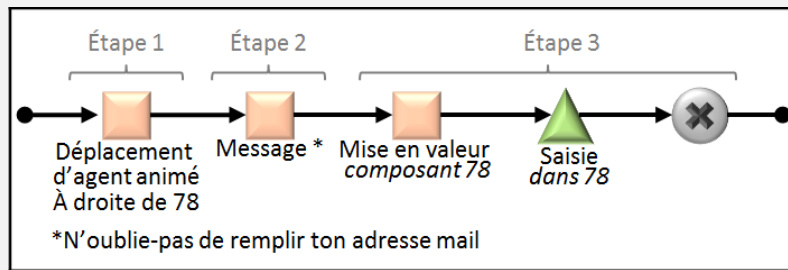 Étape 1
Étape 2
Étape 3
Déplacement
d'agent animé
À droite de 78
Message *
Mise en valeur
composant 78
Saisie
dans 78
*N'oublie-pas de remplir ton adresse mail